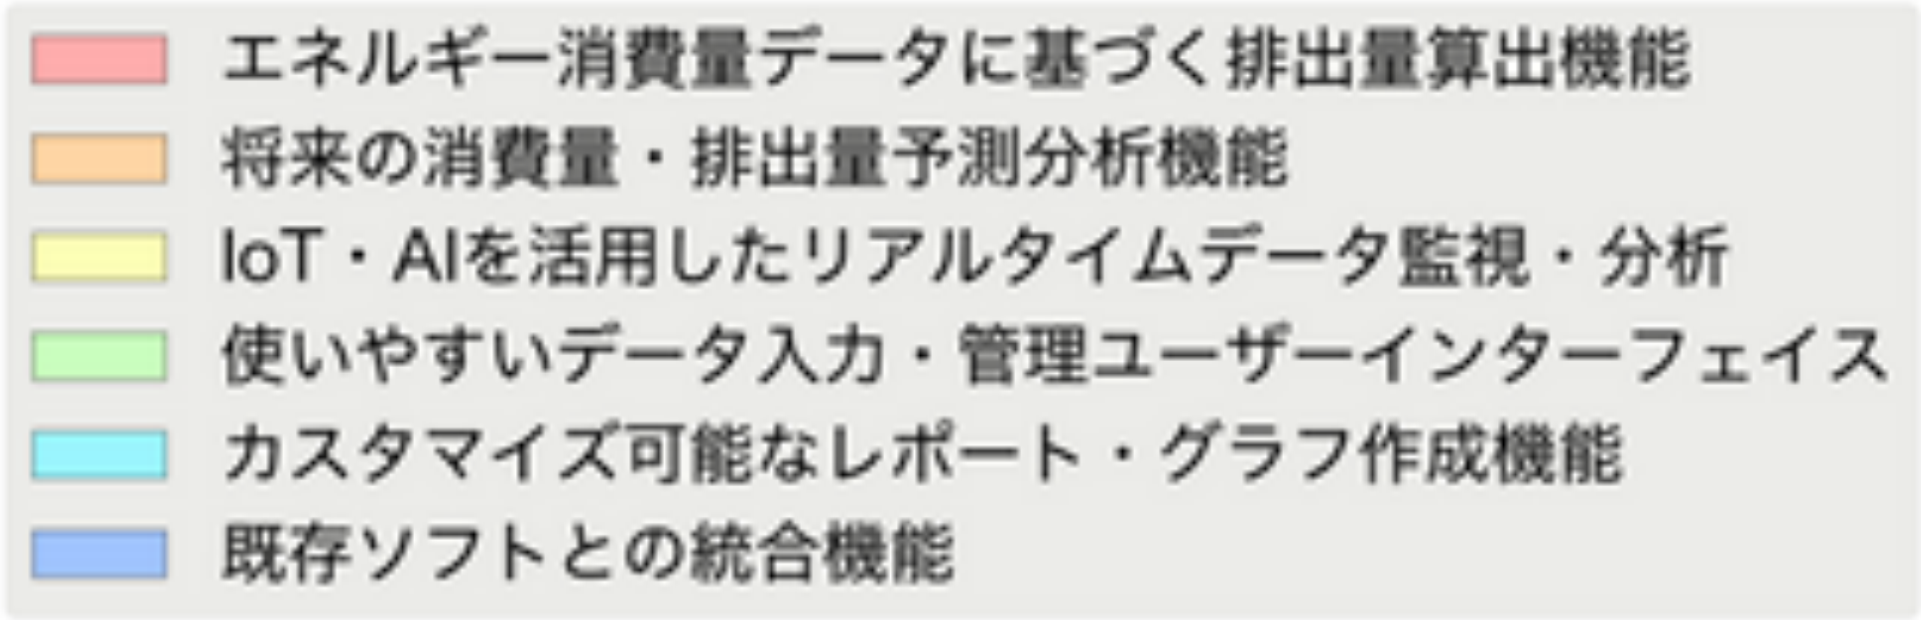 エネルギー消費量データに基づく排出量算出機能
将来の消費量・排出量予測分析機能
IoT・AIを活用したリアルタイムデータ監視・分析
使いやすいデータ入力・管理ユーザーインターフェイス
カスタマイズ可能なレポート・グラフ作成機能
既存ソフトとの統合機能